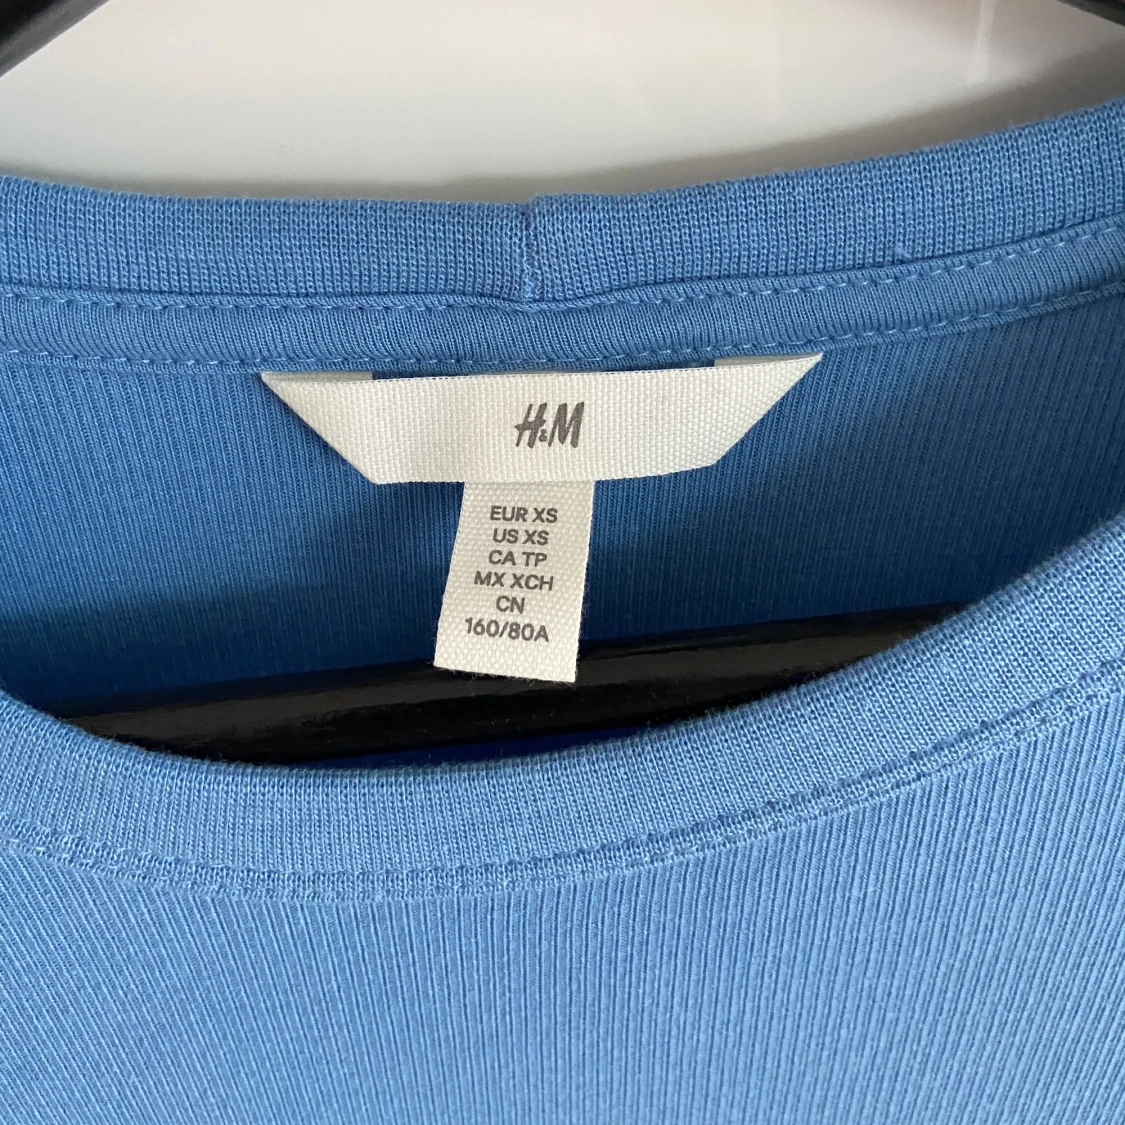 H&M
EUR XS
US XS
CA TP
MX XCH
CN
160/80A